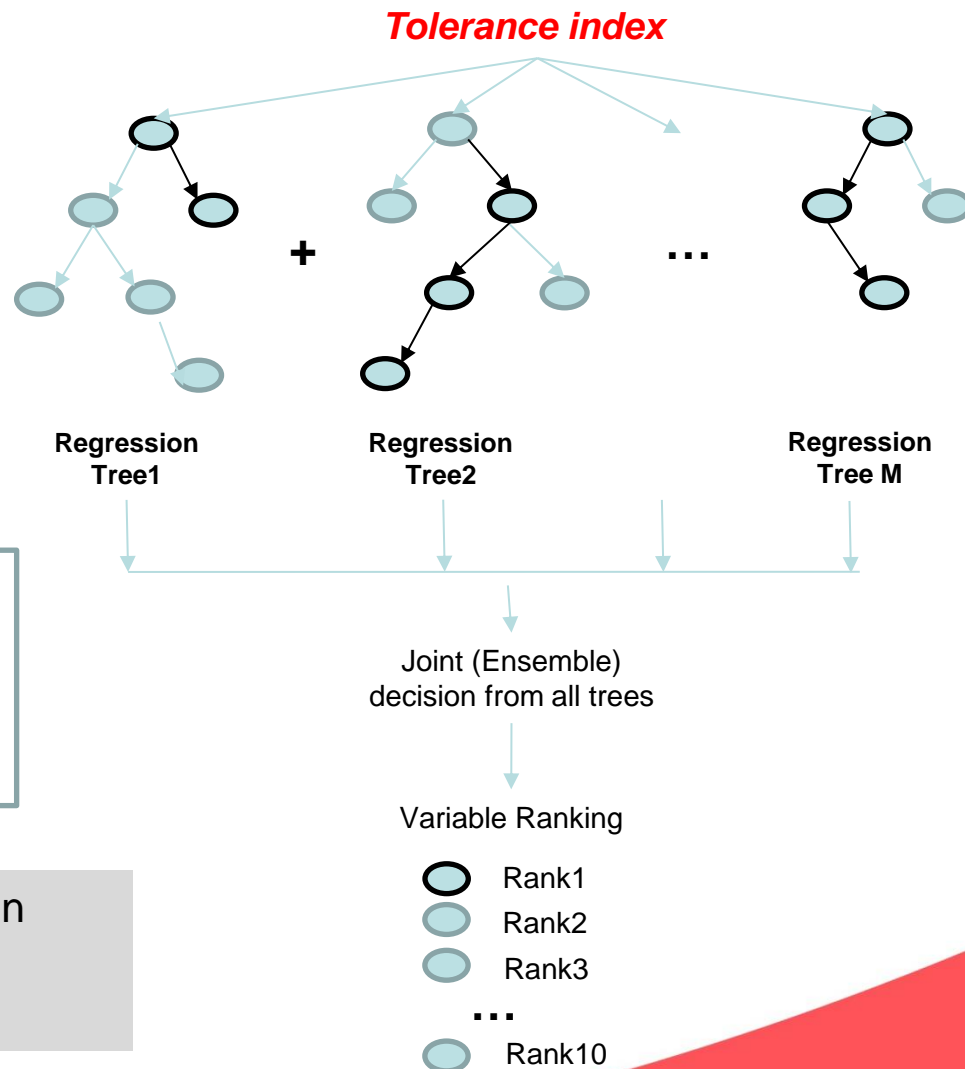 Tolerance index
+
...
Regression
Tree1
Regression
Tree2
Regression
Tree M
Joint (Ensemble)
decision from all trees
Variable Ranking
Rank1
n
Rank2
Rank3
...
Rank10